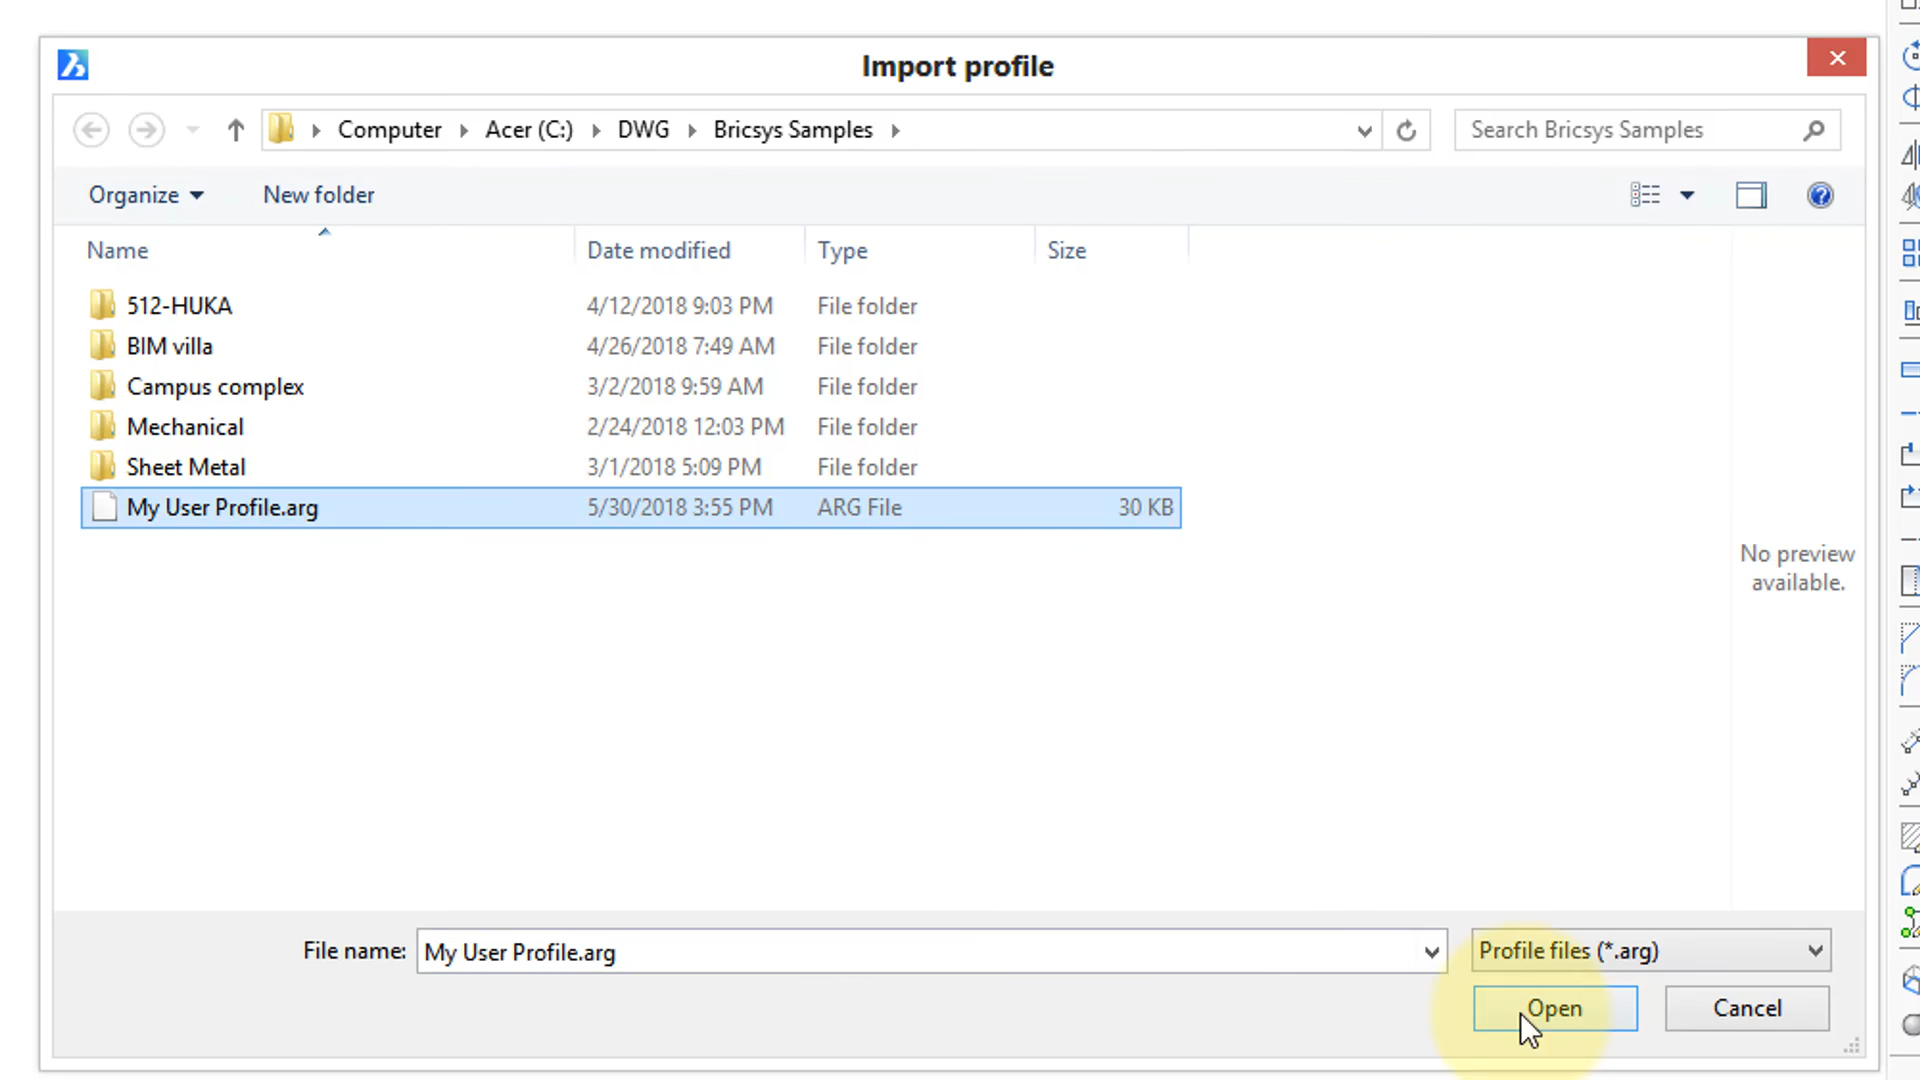 Import profile
Computer Acer (C:) DWG Bricsys Samples
Search Bricsys Samples
Organize New folder
Name Date modified Type Size
512-HUKA 4/12/2018 9:03 PM File folder
BIM villa 4/26/2018 7:49 AM File folder
Campus complex 3/2/2018 9:59 AM File folder
Mechanical 2/24/2018 12:03 PM File folder
Sheet Metal 3/1/2018 5:09 PM File folder
My User Profile.arg 5/30/2018 3:55 PM ARG File 30 KB
No preview
available.
File name: My User Profile.arg Profile files (*.arg)
Open Cancel